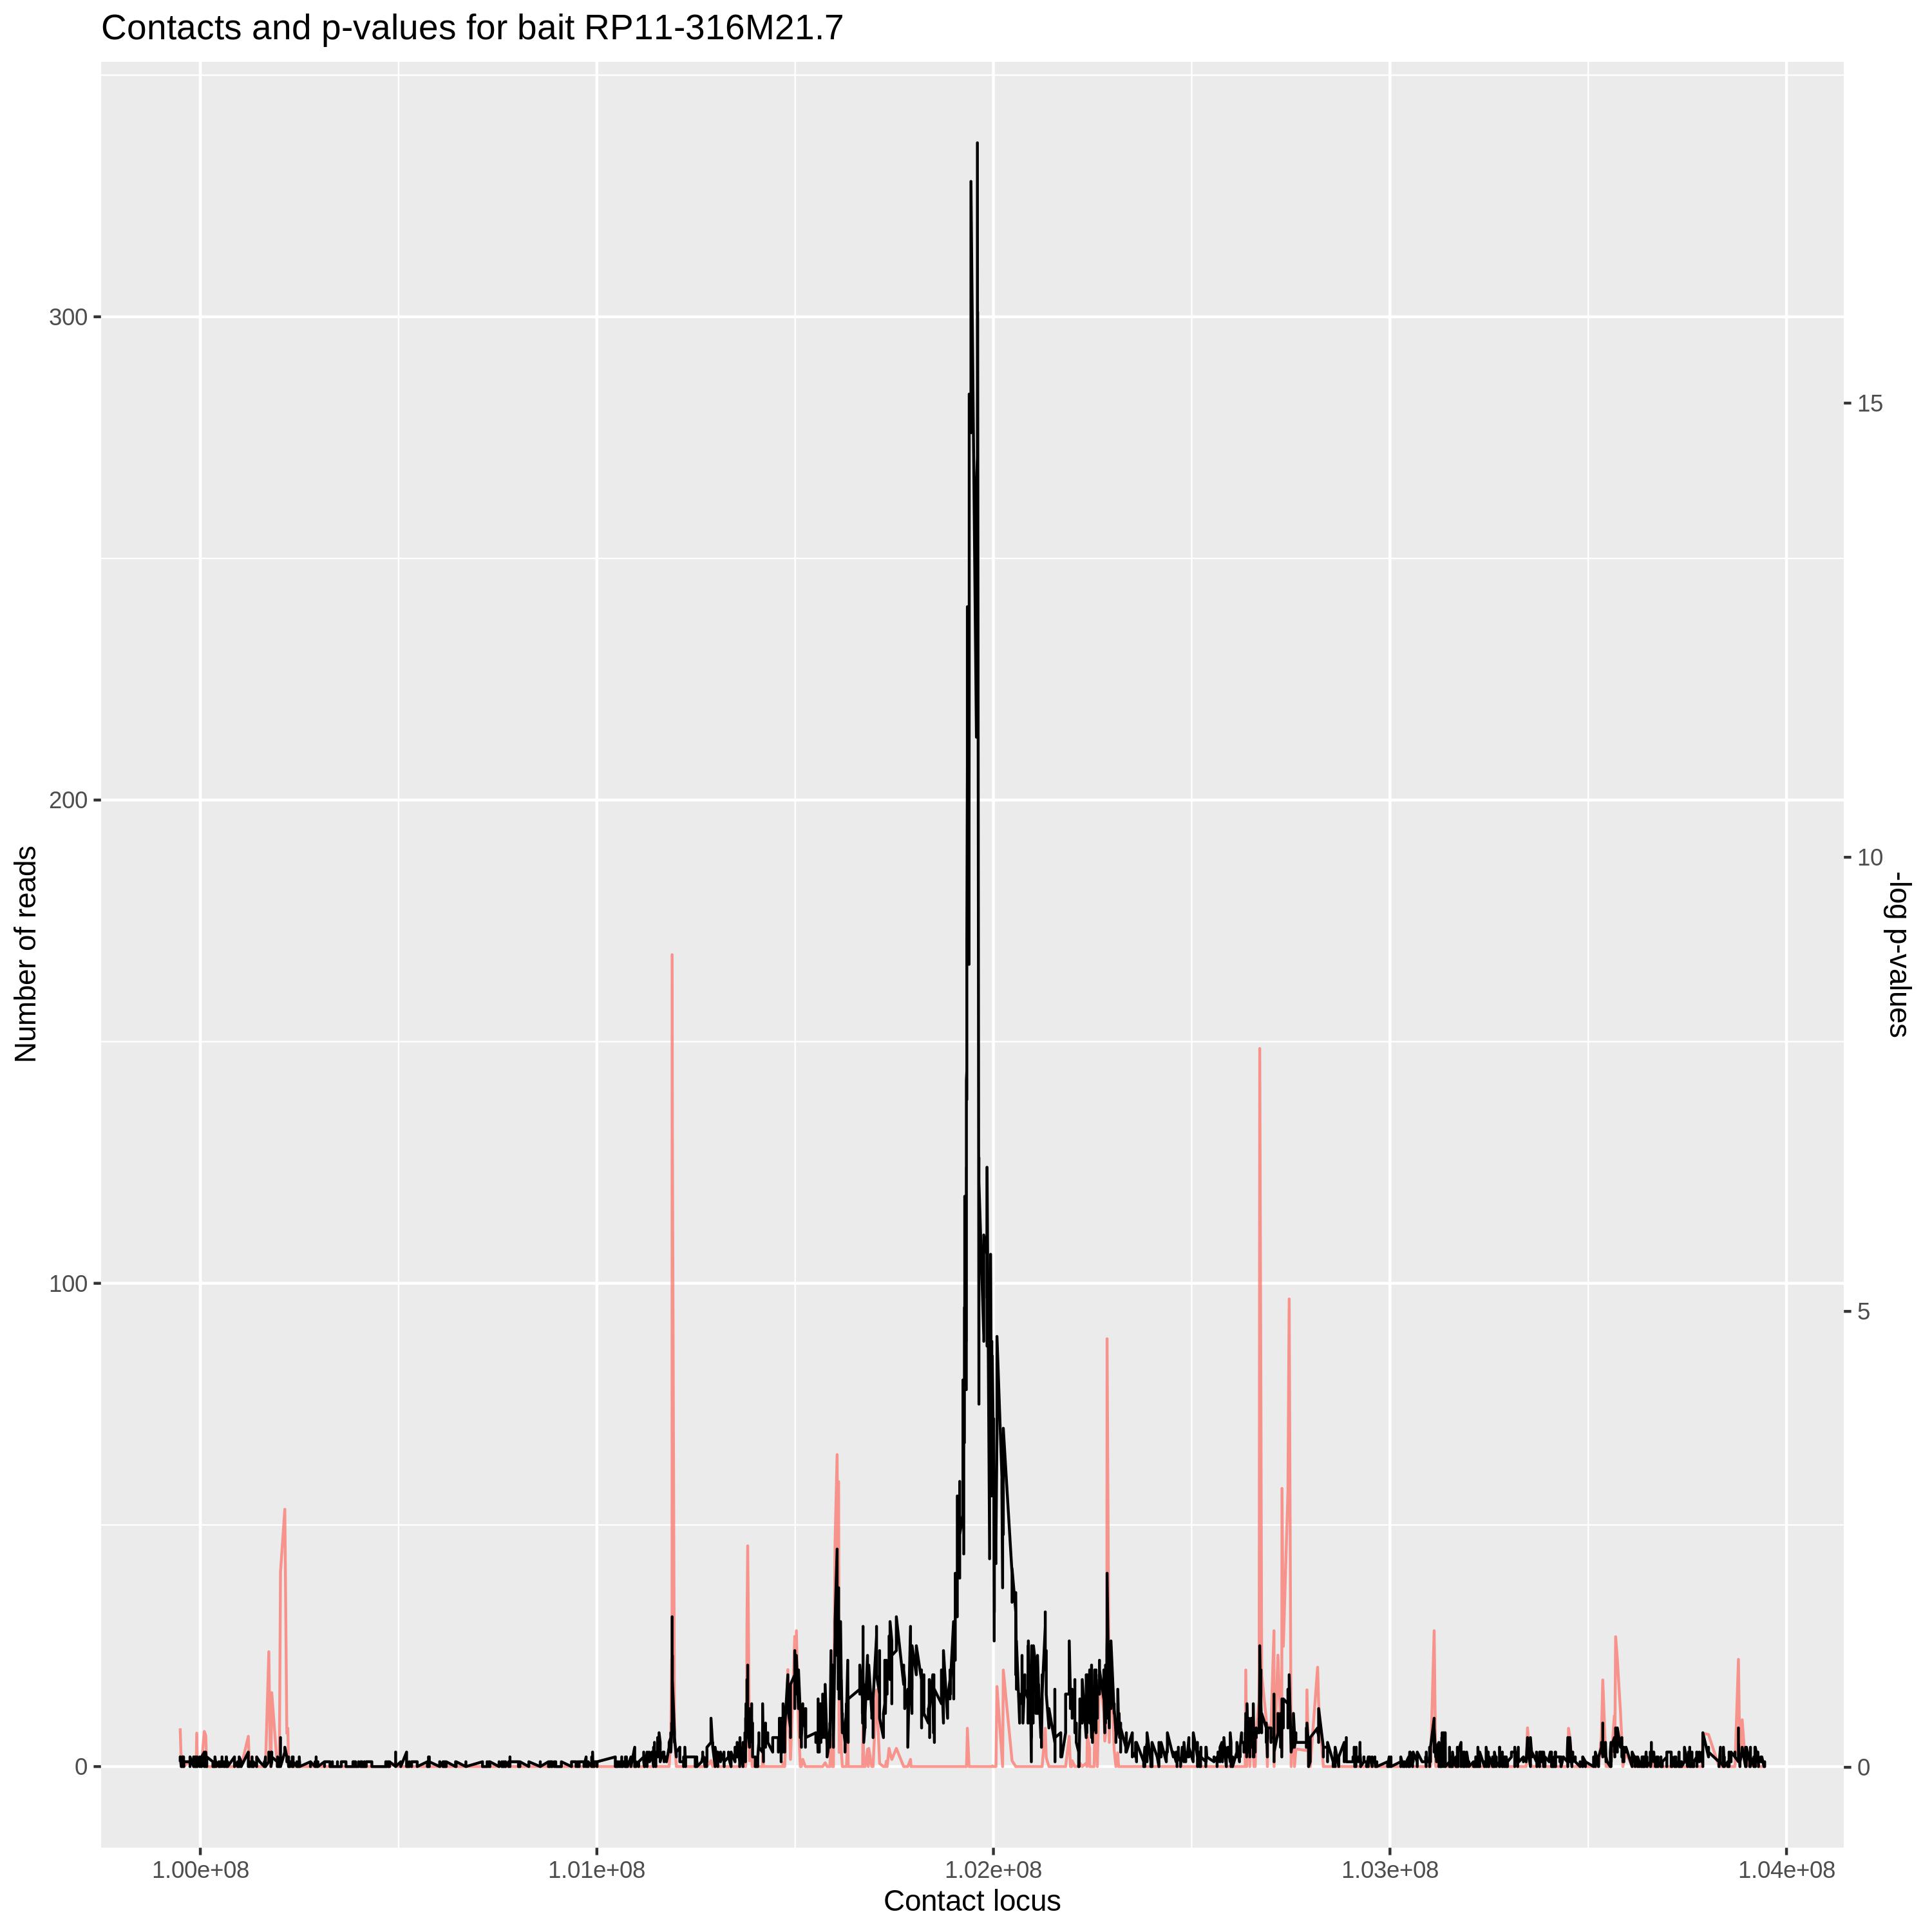 Contacts and p-values for bait RP11-316M21.7
300
200
100
0
Number of reads
15
10
5
0
-log p-values
1.00e+08
1.01e+08
1.02e+08
1.03e+08
1.04e+08
Contact locus